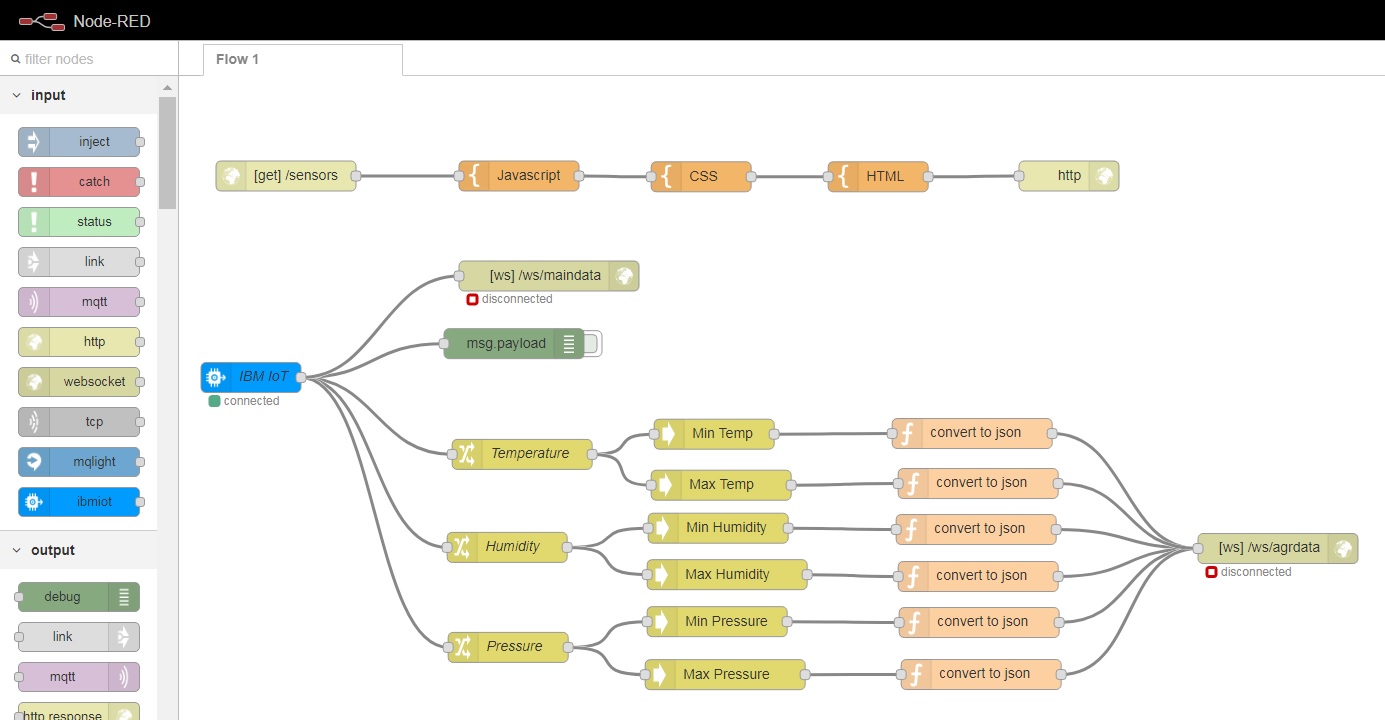 Node-RED
filter nodes
Flow 1
input
inject
catch
status
link
mqtt
http
websocket
tcp
mqlight
ibmiot
output
debug
link
mqtt
http response
[get] /sensors
Javascript
CSS
HTML
http
[ws] /ws/maindata
disconnected
msg.payload
IBM IoT
connected
Temperature
Min Temp
convert to json
Max Temp
convert to json
Humidity
Min Humidity
convert to json
Max Humidity
convert to json
Pressure
Min Pressure
convert to json
Max Pressure
convert to json
[ws] /ws/agrdata
disconnected